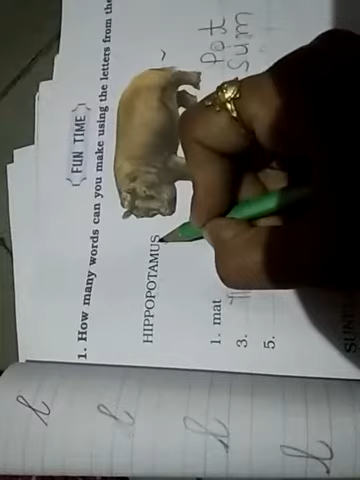 FUN TIME
1. How many words can you make using the letters from the
HIPPOPOTAMUS
1. mat
Pot
3.
Sum
5.
l
l
l
l